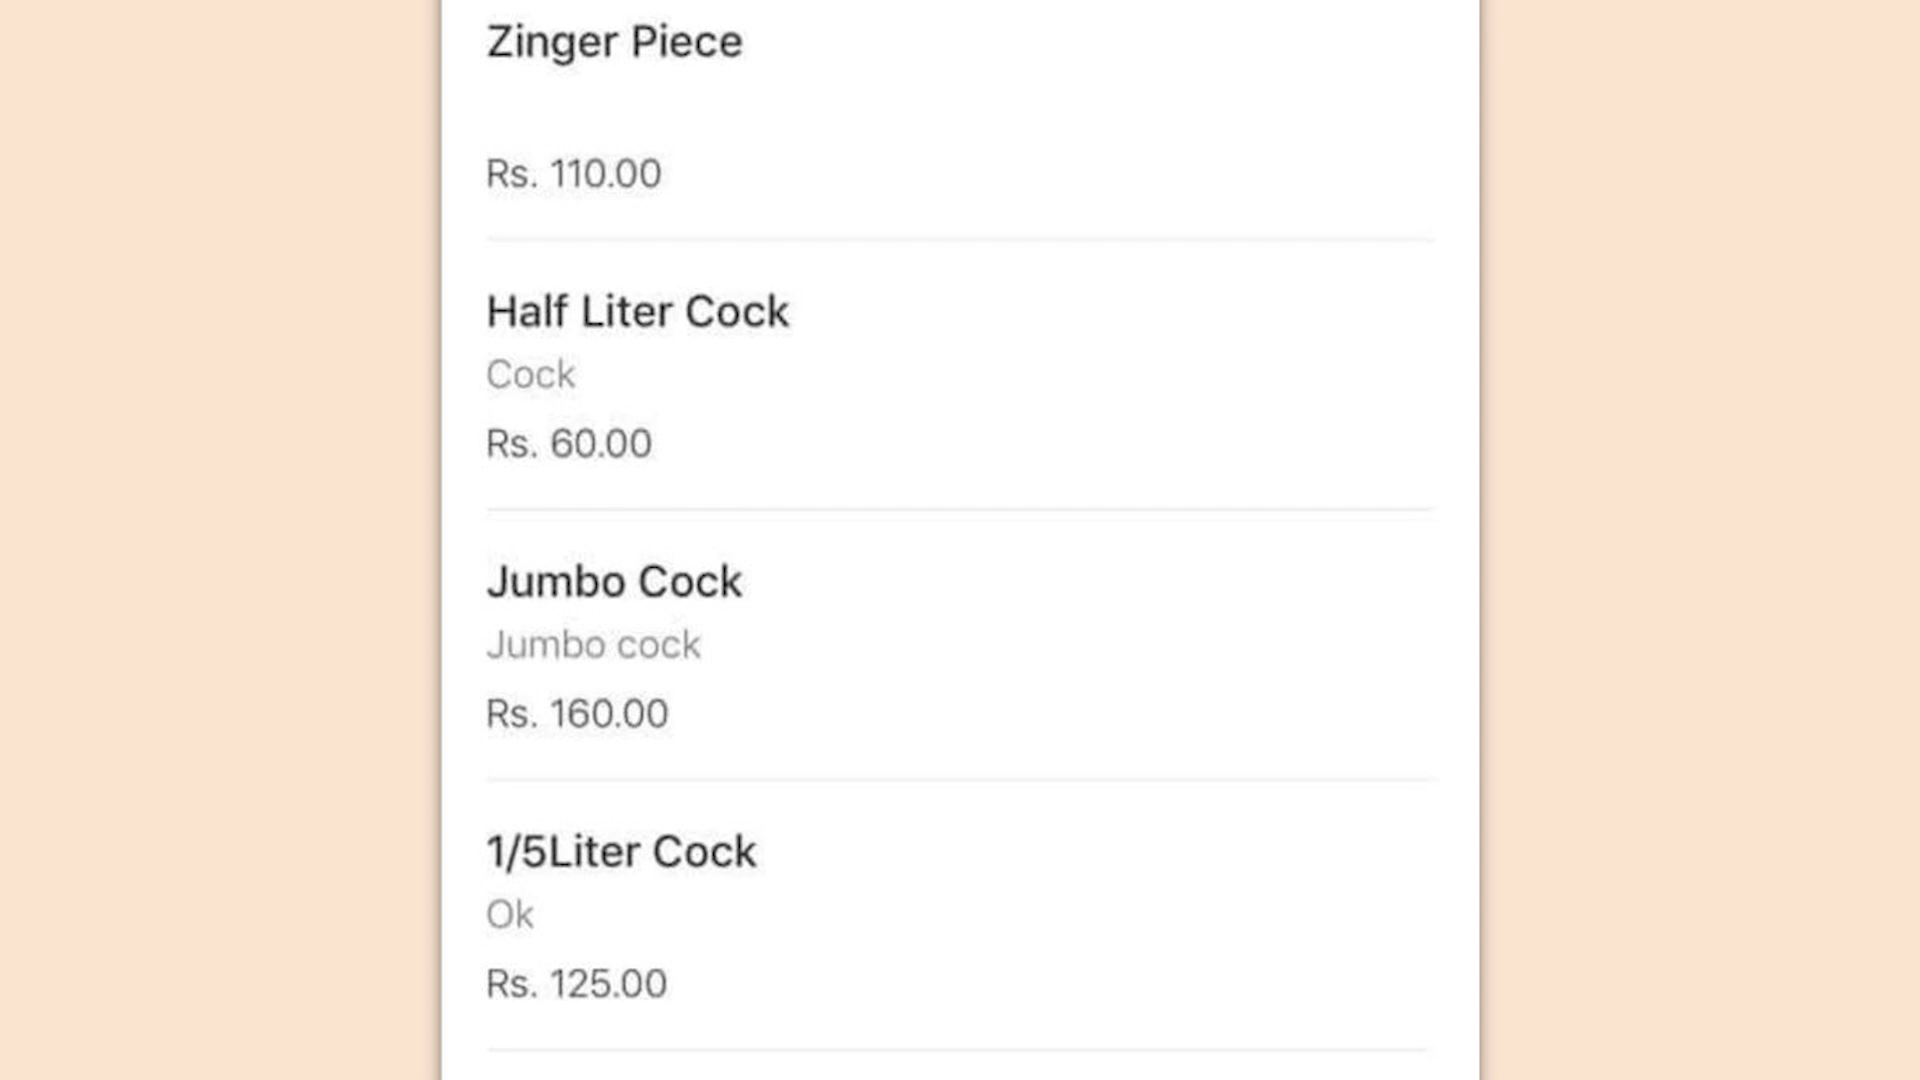 Zinger Piece
Rs. 110.00
Half Liter Cock
Cock
Rs. 60.00
Jumbo Cock
Jumbo cock
Rs. 160.00
1/5Liter Cock
Ok
Rs. 125.00